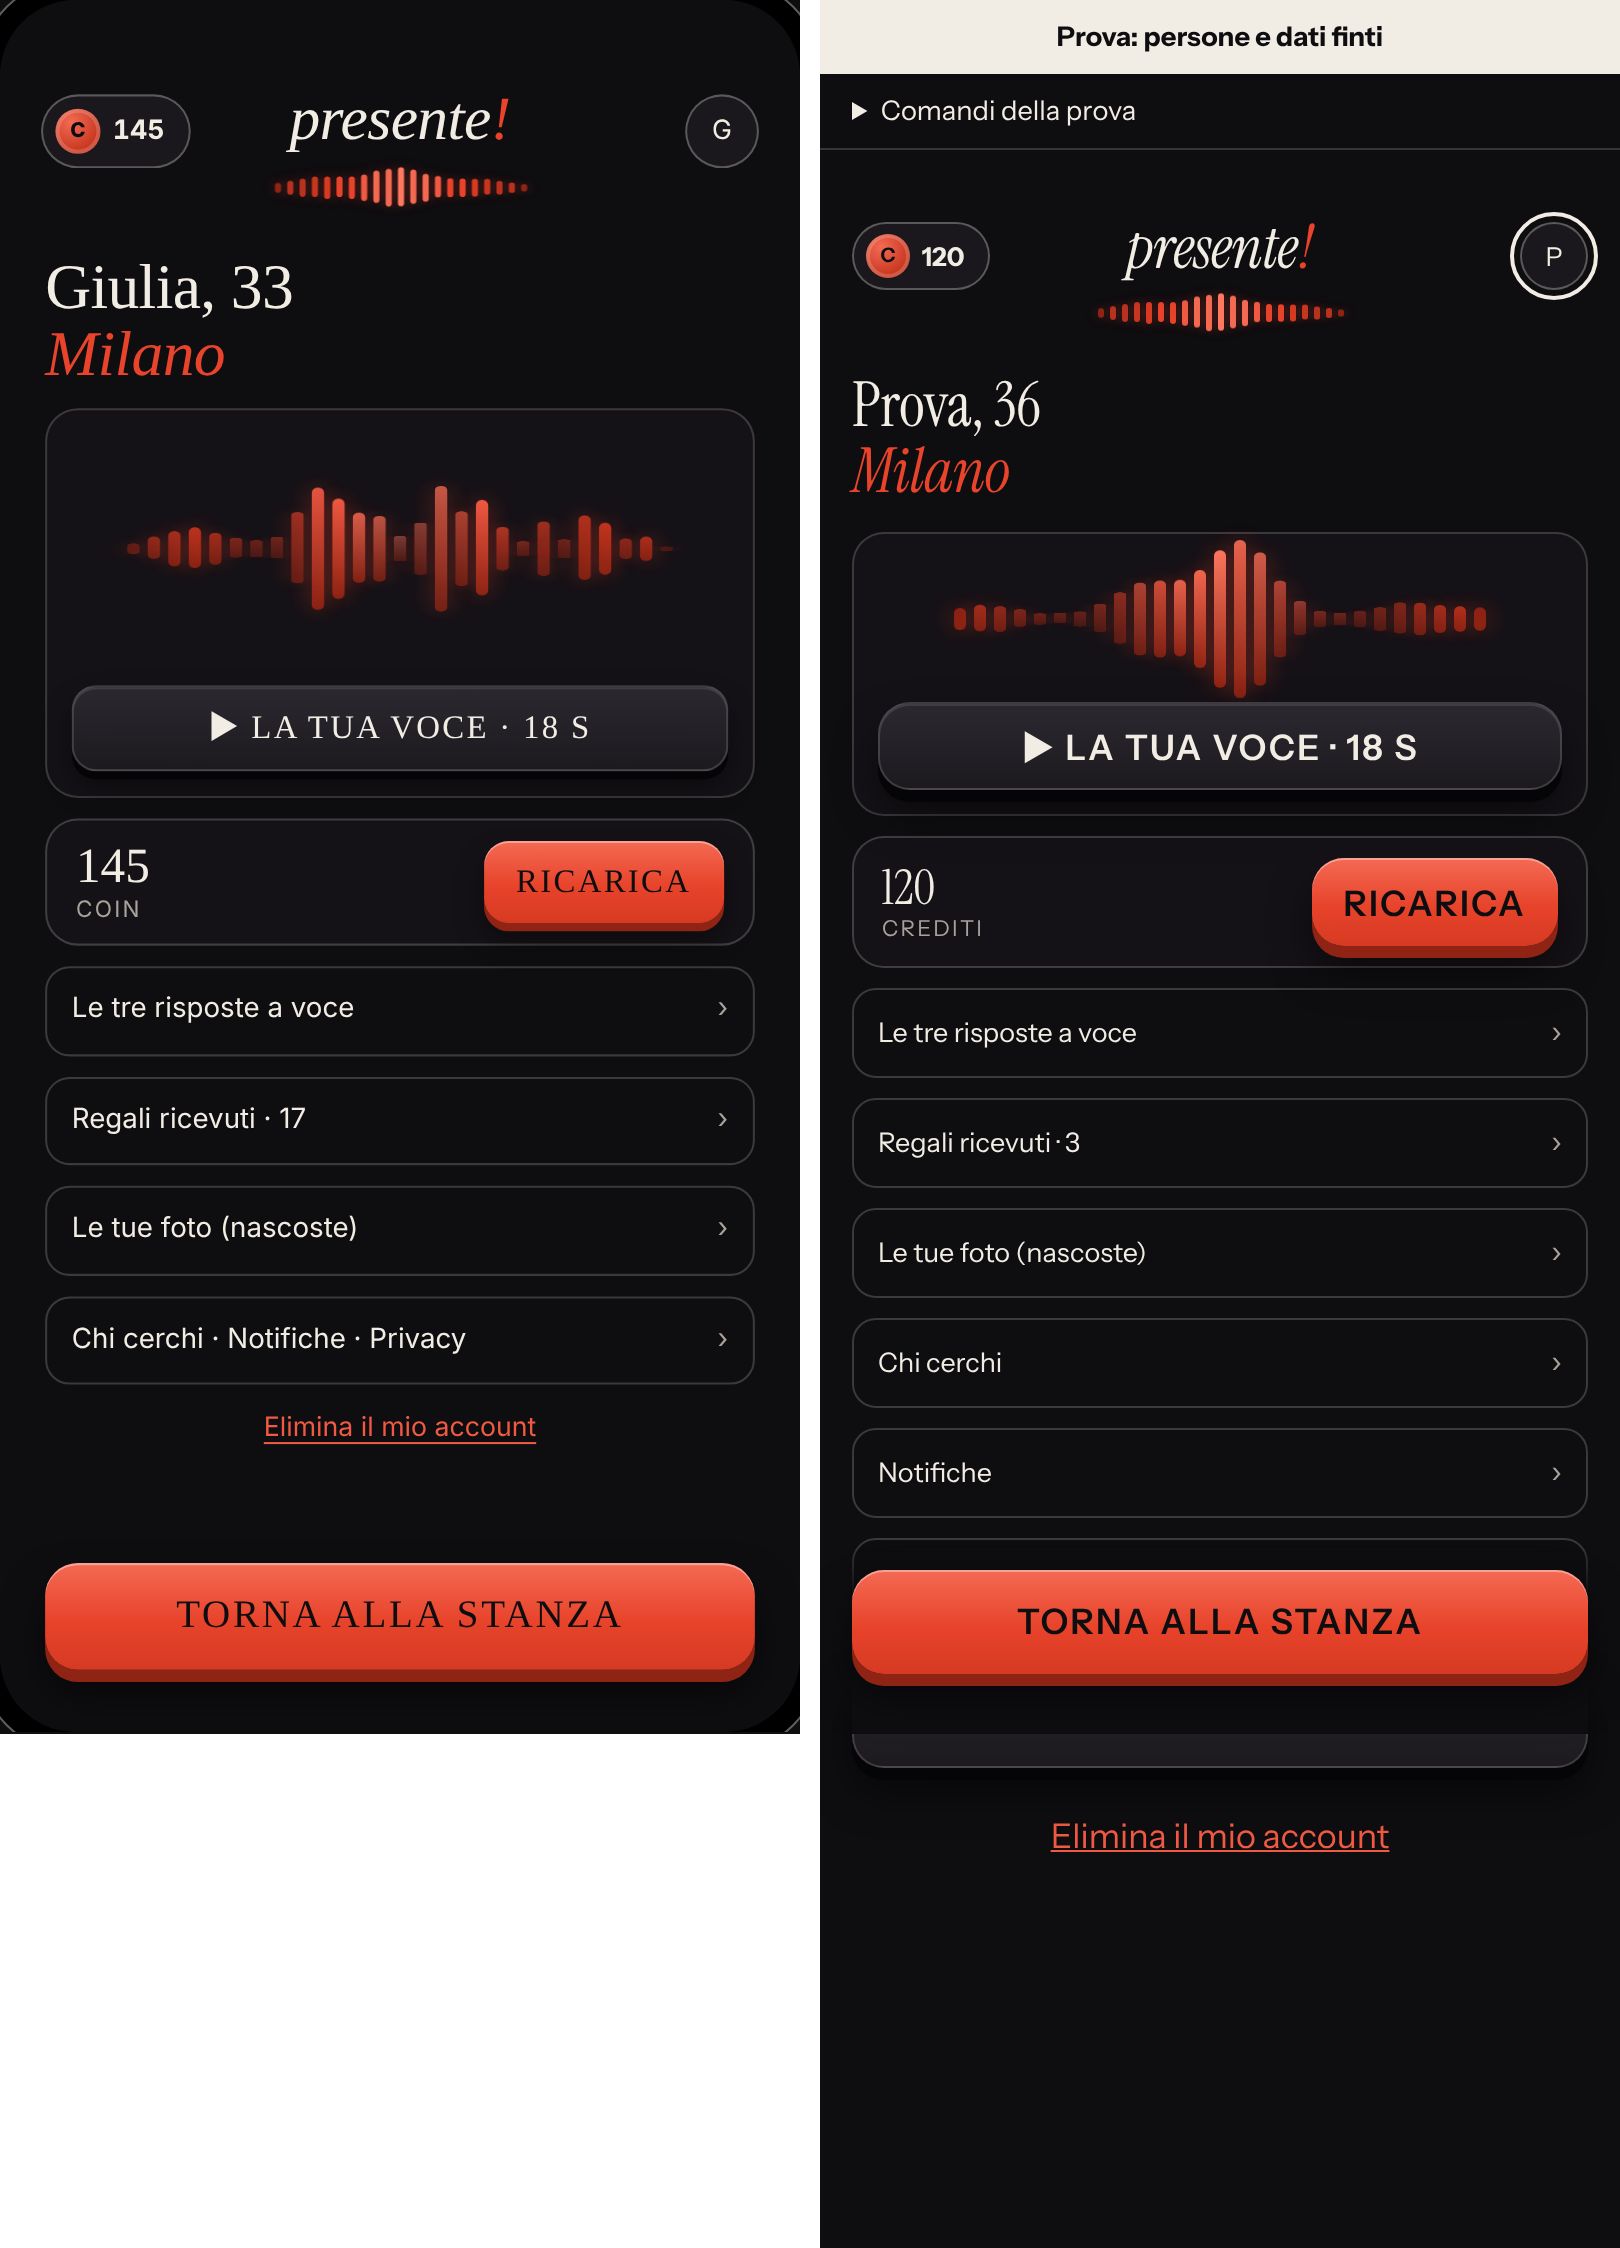 C 145
presente!
G
Giulia, 33
Milano
▶ LA TUA VOCE · 18 S
145
COIN
RICARICA
Le tre risposte a voce ›
Regali ricevuti · 17 ›
Le tue foto (nascoste) ›
Chi cerchi · Notifiche · Privacy ›
Elimina il mio account
TORNA ALLA STANZA
Prova: persone e dati finti
▶ Comandi della prova
C 120
presente!
P
Prova, 36
Milano
▶ LA TUA VOCE · 18 S
120
CREDITI
RICARICA
Le tre risposte a voce ›
Regali ricevuti · 3 ›
Le tue foto (nascoste) ›
Chi cerchi ›
Notifiche ›
TORNA ALLA STANZA
Elimina il mio account